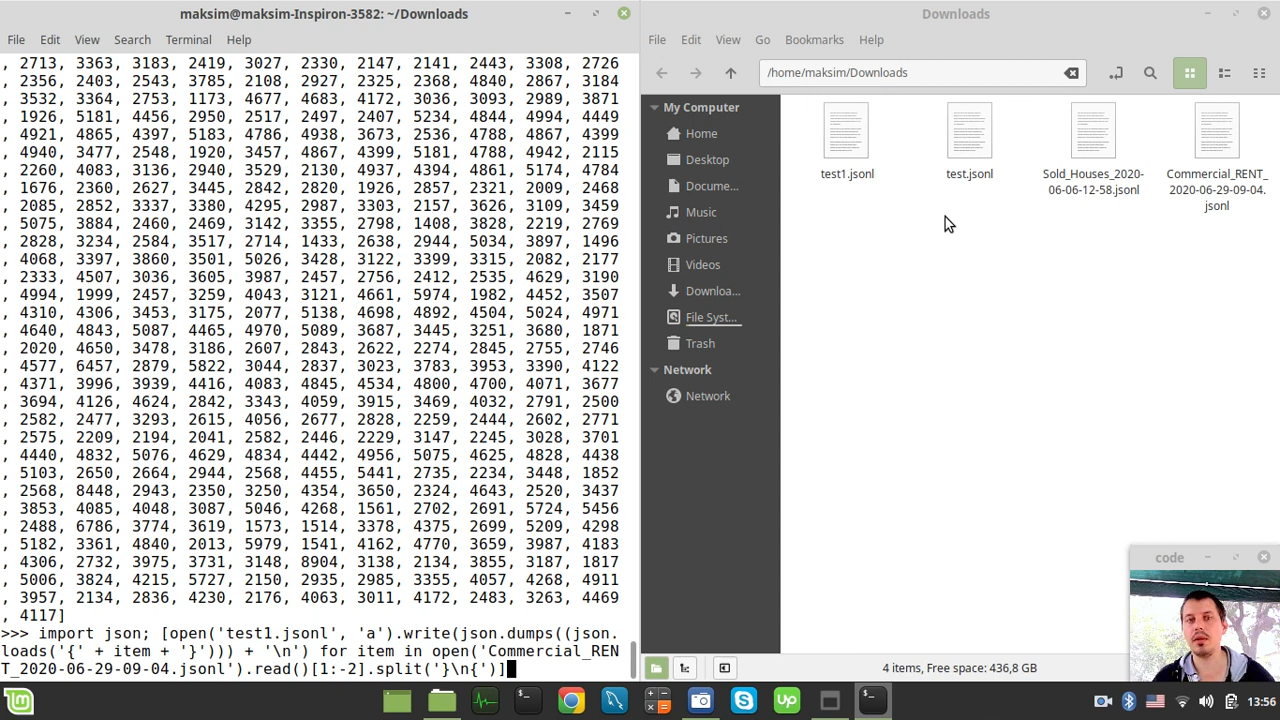 maksim@maksim-Inspiron-3582: ~/Downloads
File Edit View Search Terminal Help
, 2713, 3363, 3183, 2419, 3027, 2330, 2147, 2141, 2443, 3308, 2726
, 2356, 2403, 2543, 3785, 2108, 2927, 2325, 2368, 4840, 2867, 3184
, 3532, 3364, 2753, 1173, 4677, 4683, 4172, 3036, 3093, 2989, 3871
, 1926, 5181, 4456, 2950, 2517, 2497, 2407, 5234, 4844, 4994, 4449
, 4921, 4865, 4397, 5183, 4786, 4938, 3673, 2536, 4788, 4867, 4399
, 4940, 3477, 2338, 1920, 3457, 4867, 4395, 5181, 4788, 4942, 2115
, 2260, 4083, 3136, 2940, 3529, 2130, 4937, 4394, 4861, 5174, 4784
, 1676, 2360, 2627, 3445, 2842, 2820, 1926, 2857, 2321, 2009, 2468
, 2085, 2852, 3337, 3380, 4295, 2987, 3303, 2157, 3626, 3109, 3459
, 5075, 3884, 2460, 2469, 3142, 3355, 2798, 1408, 3828, 2219, 2769
, 2828, 3234, 2584, 3517, 2714, 1433, 2638, 2944, 5034, 3897, 1496
, 4068, 3397, 3860, 3501, 5026, 3428, 3122, 3399, 3315, 2082, 2177
, 2333, 4507, 3036, 3605, 3987, 2457, 2756, 2412, 2535, 4629, 3190
, 4994, 1999, 2457, 3259, 4043, 3121, 4661, 5974, 1982, 4452, 3507
, 4310, 4306, 3453, 3175, 2077, 5138, 4698, 4892, 4504, 5024, 4971
, 5040, 4843, 5087, 4465, 4970, 5089, 3687, 3445, 3251, 3680, 1871
, 2020, 4650, 3478, 3186, 2607, 2843, 2622, 2274, 2845, 2755, 2746
, 4577, 6457, 2879, 5822, 3044, 2837, 3023, 3783, 3953, 3390, 4122
, 4371, 3996, 3939, 4416, 4083, 4845, 4534, 4800, 4700, 4071, 3677
, 3694, 4126, 4624, 2842, 3343, 4059, 3915, 3469, 4032, 2791, 2500
, 2582, 2477, 3293, 2615, 4056, 2677, 2828, 2259, 2444, 2602, 2771
, 2575, 2209, 2194, 2041, 2582, 2446, 2229, 3147, 2245, 3028, 3701
, 4440, 4832, 5076, 4629, 4834, 4442, 4956, 5075, 4625, 4828, 4438
, 5103, 2650, 2664, 2944, 2568, 4455, 5441, 2735, 2234, 3448, 1852
, 2568, 8448, 2943, 2350, 3250, 4354, 3650, 2324, 4643, 2520, 3437
, 3853, 4085, 4048, 3087, 5046, 4268, 1561, 2702, 2691, 5724, 5456
, 2488, 6786, 3774, 3619, 1573, 1514, 3378, 4375, 2699, 5209, 4298
, 5182, 3361, 4840, 2013, 5979, 1541, 4162, 4770, 3659, 3987, 4183
, 4306, 2732, 3975, 3731, 3148, 8904, 3138, 2134, 3855, 3187, 1817
, 5006, 3824, 4215, 5727, 2150, 2935, 2985, 3355, 4057, 4268, 4911
, 3957, 2134, 2836, 4230, 2176, 4063, 3011, 4172, 2483, 3263, 4469
, 4117]
>>> import json; [open('test1.jsonl', 'a').write(json.dumps((json.
loads('{' + item + '}'))) + '\n') for item in open('Commercial_REN
T_2020-06-29-09-04.jsonl').read()[1:-2].split('}\n{')]
Downloads
File Edit View Go Bookmarks Help
/home/maksim/Downloads
My Computer
Home
Desktop
Docume...
Music
Pictures
Videos
Downloa...
File Syst...
Trash
Network
Network
test1.jsonl
test.jsonl
Sold_Houses_2020-
06-06-12-58.jsonl
Commercial_RENT_
2020-06-29-09-04.
jsonl
4 items, Free space: 436,8 GB
code
Up
13:56